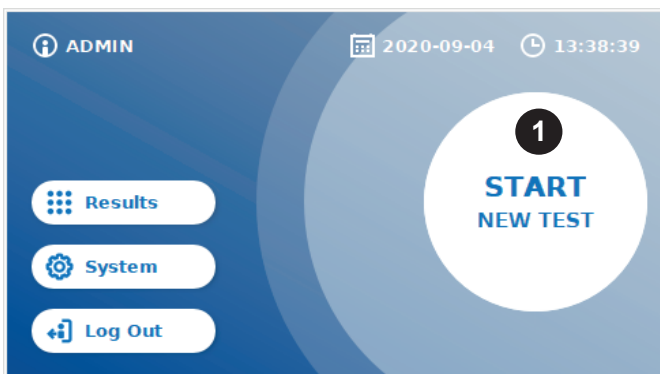 ADMIN 2020-09-04 13:38:39
1
START
NEW TEST
Results
System
Log Out